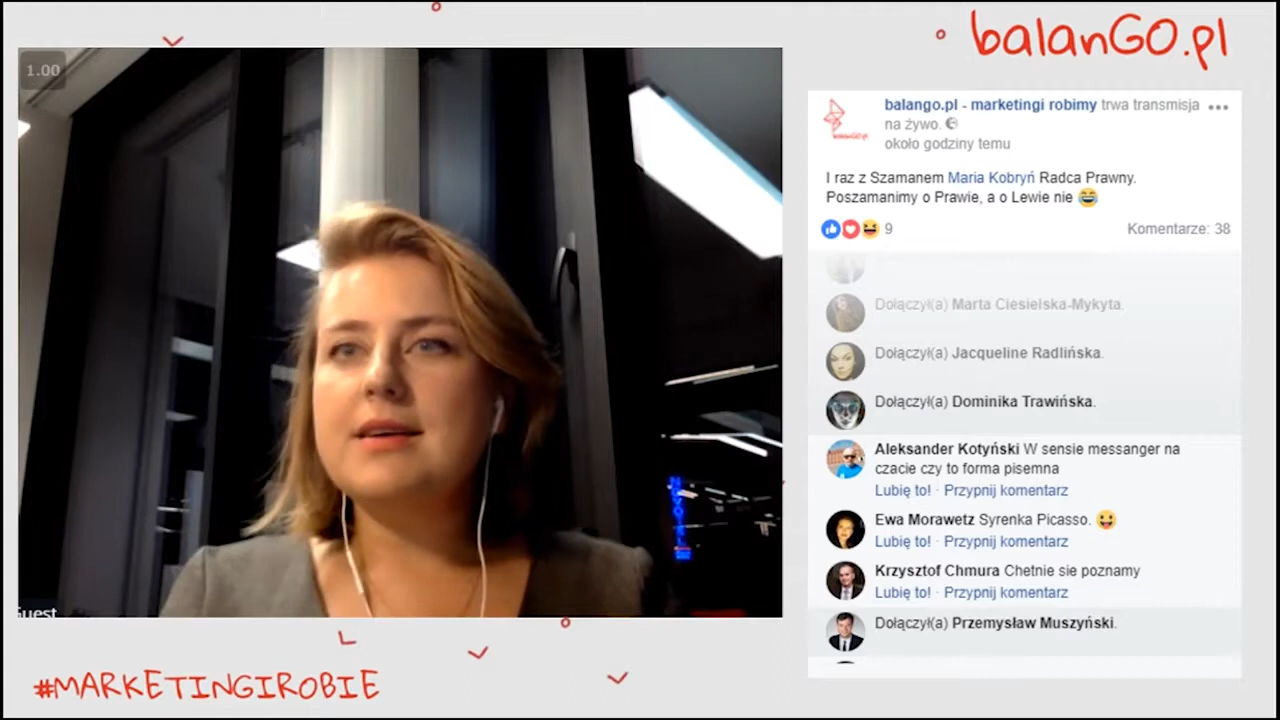 balanGO.pl
1.00
balango.pl - marketingi robimy trwa transmisja
na żywo.
około godziny temu
balanGO.pl
I raz z Szamanem Maria Kobryń Radca Prawny.
Poszamanimy o Prawie, a o Lewie nie
9
Komentarze: 38
Dołączył(a) Marta Ciesielska-Mykyta.
Dołączył(a) Jacqueline Radlińska.
Dołączył(a) Dominika Trawińska.
Aleksander Kotyński W sensie messanger na
czacie czy to forma pisemna
Lubię to! · Przypnij komentarz
Ewa Morawetz Syrenka Picasso.
Lubię to! · Przypnij komentarz
Krzysztof Chmura Chetnie sie poznamy
Lubię to! · Przypnij komentarz
Dołączył(a) Przemysław Muszyński.
NOVOTEL
Guest
#MARKETINGIROBIE